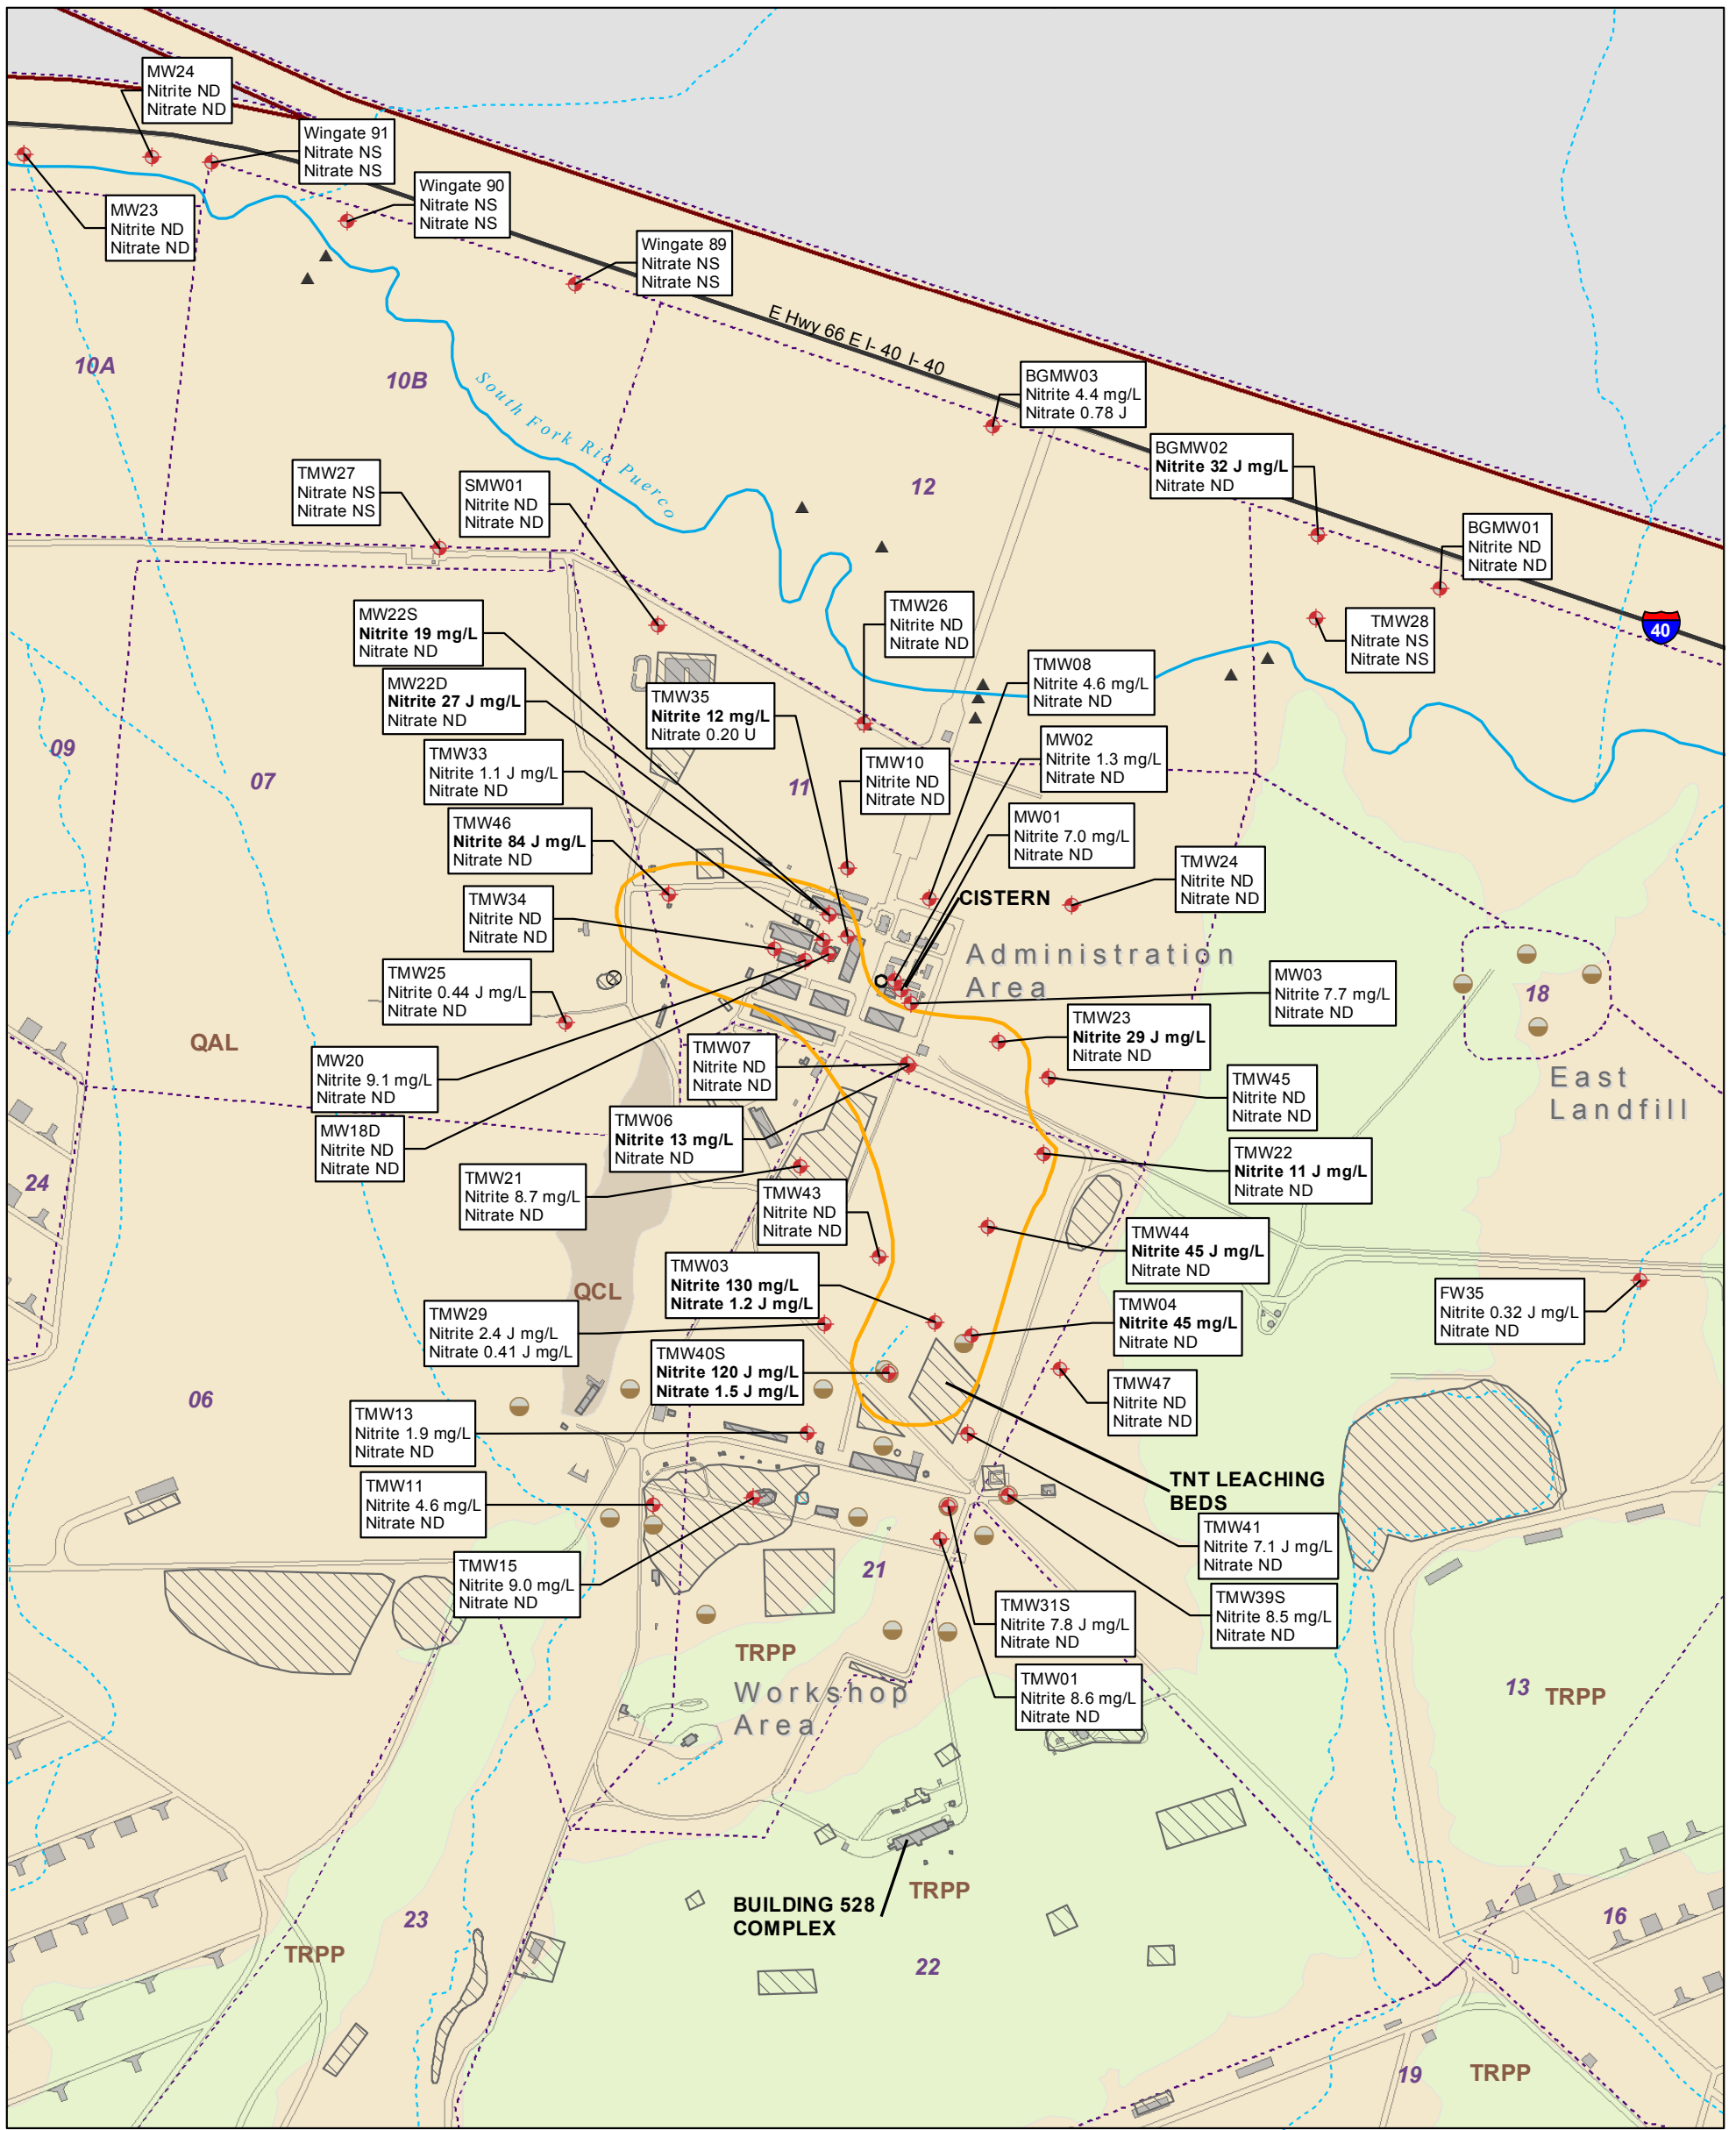 MW24
Nitrite ND
Nitrate ND
Wingate 91
Nitrate NS
Nitrate NS
Wingate 90
Nitrate NS
Nitrate NS
MW23
Nitrite ND
Nitrate ND
Wingate 89
Nitrate NS
Nitrate NS
E Hwy 66 E I- 40 I- 40
10A
10B
South Fork Rio Puerco
BGMW03
Nitrite 4.4 mg/L
Nitrate 0.78 J
BGMW02
Nitrite 32 J mg/L
Nitrate ND
12
TMW27
Nitrate NS
Nitrate NS
SMW01
Nitrite ND
Nitrate ND
BGMW01
Nitrite ND
Nitrate ND
40
TMW26
Nitrite ND
Nitrate ND
TMW28
Nitrate NS
Nitrate NS
MW22S
Nitrite 19 mg/L
Nitrate ND
TMW08
Nitrite 4.6 mg/L
Nitrate ND
MW22D
Nitrite 27 J mg/L
Nitrate ND
TMW35
Nitrite 12 mg/L
Nitrate 0.20 U
09
07
11
TMW33
Nitrite 1.1 J mg/L
Nitrate ND
TMW10
Nitrite ND
Nitrate ND
MW02
Nitrite 1.3 mg/L
Nitrate ND
TMW46
Nitrite 84 J mg/L
Nitrate ND
MW01
Nitrite 7.0 mg/L
Nitrate ND
TMW24
Nitrite ND
Nitrate ND
TMW34
Nitrite ND
Nitrate ND
CISTERN
Administration
Area
TMW25
Nitrite 0.44 J mg/L
Nitrate ND
MW03
Nitrite 7.7 mg/L
Nitrate ND
18
East
Landfill
QAL
TMW23
Nitrite 29 J mg/L
Nitrate ND
TMW07
Nitrite ND
Nitrate ND
MW20
Nitrite 9.1 mg/L
Nitrate ND
TMW45
Nitrite ND
Nitrate ND
TMW06
Nitrite 13 mg/L
Nitrate ND
MW18D
Nitrite ND
Nitrate ND
TMW22
Nitrite 11 J mg/L
Nitrate ND
24
TMW21
Nitrite 8.7 mg/L
Nitrate ND
TMW43
Nitrite ND
Nitrate ND
TMW44
Nitrite 45 J mg/L
Nitrate ND
QCL
TMW03
Nitrite 130 mg/L
Nitrate 1.2 J mg/L
TMW04
Nitrite 45 mg/L
Nitrate ND
FW35
Nitrite 0.32 J mg/L
Nitrate ND
TMW29
Nitrite 2.4 J mg/L
Nitrate 0.41 J mg/L
TMW40S
Nitrite 120 J mg/L
Nitrate 1.5 J mg/L
TMW47
Nitrite ND
Nitrate ND
06
TMW13
Nitrite 1.9 mg/L
Nitrate ND
TNT LEACHING
BEDS
TMW11
Nitrite 4.6 mg/L
Nitrate ND
TMW41
Nitrite 7.1 J mg/L
Nitrate ND
TMW15
Nitrite 9.0 mg/L
Nitrate ND
21
TMW39S
Nitrite 8.5 mg/L
Nitrate ND
TMW31S
Nitrite 7.8 J mg/L
Nitrate ND
TRPP
Workshop
Area
TMW01
Nitrite 8.6 mg/L
Nitrate ND
13
TRPP
BUILDING 528
COMPLEX
TRPP
23
TRPP
16
22
19
TRPP